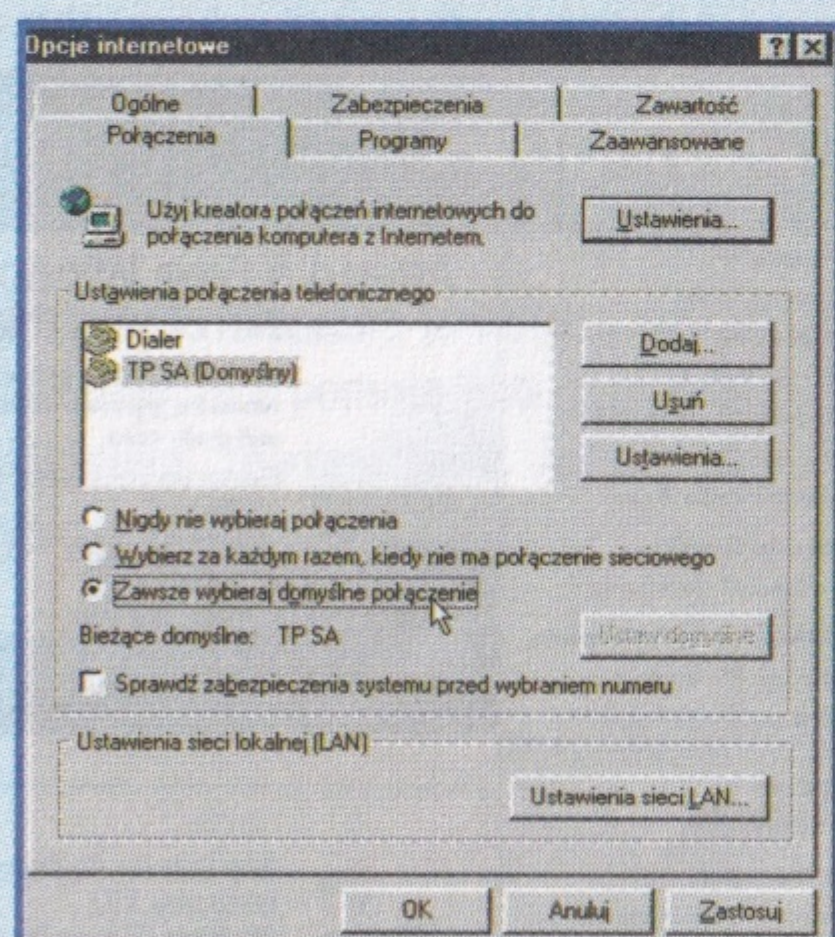 Opcje internetowe
Ogólne Zabezpieczenia Zawartość
Połączenia Programy Zaawansowane
Użyj kreatora połączeń internetowych do
połączenia komputera z Internetem.
Ustawienia...
Ustawienia połączenia telefonicznego
Dialer
TP SA (Domyślny)
Dodaj...
Usuń
Ustawienia...
Nigdy nie wybieraj połączenia
Wybierz za każdym razem, kiedy nie ma połączenie sieciowego
Zawsze wybieraj domyślne połączenie
Bieżące domyślne: TP SA
Ustaw domyślne
Sprawdź zabezpieczenia systemu przed wybraniem numeru
Ustawienia sieci lokalnej (LAN)
Ustawienia sieci LAN...
OK Anuluj Zastosuj